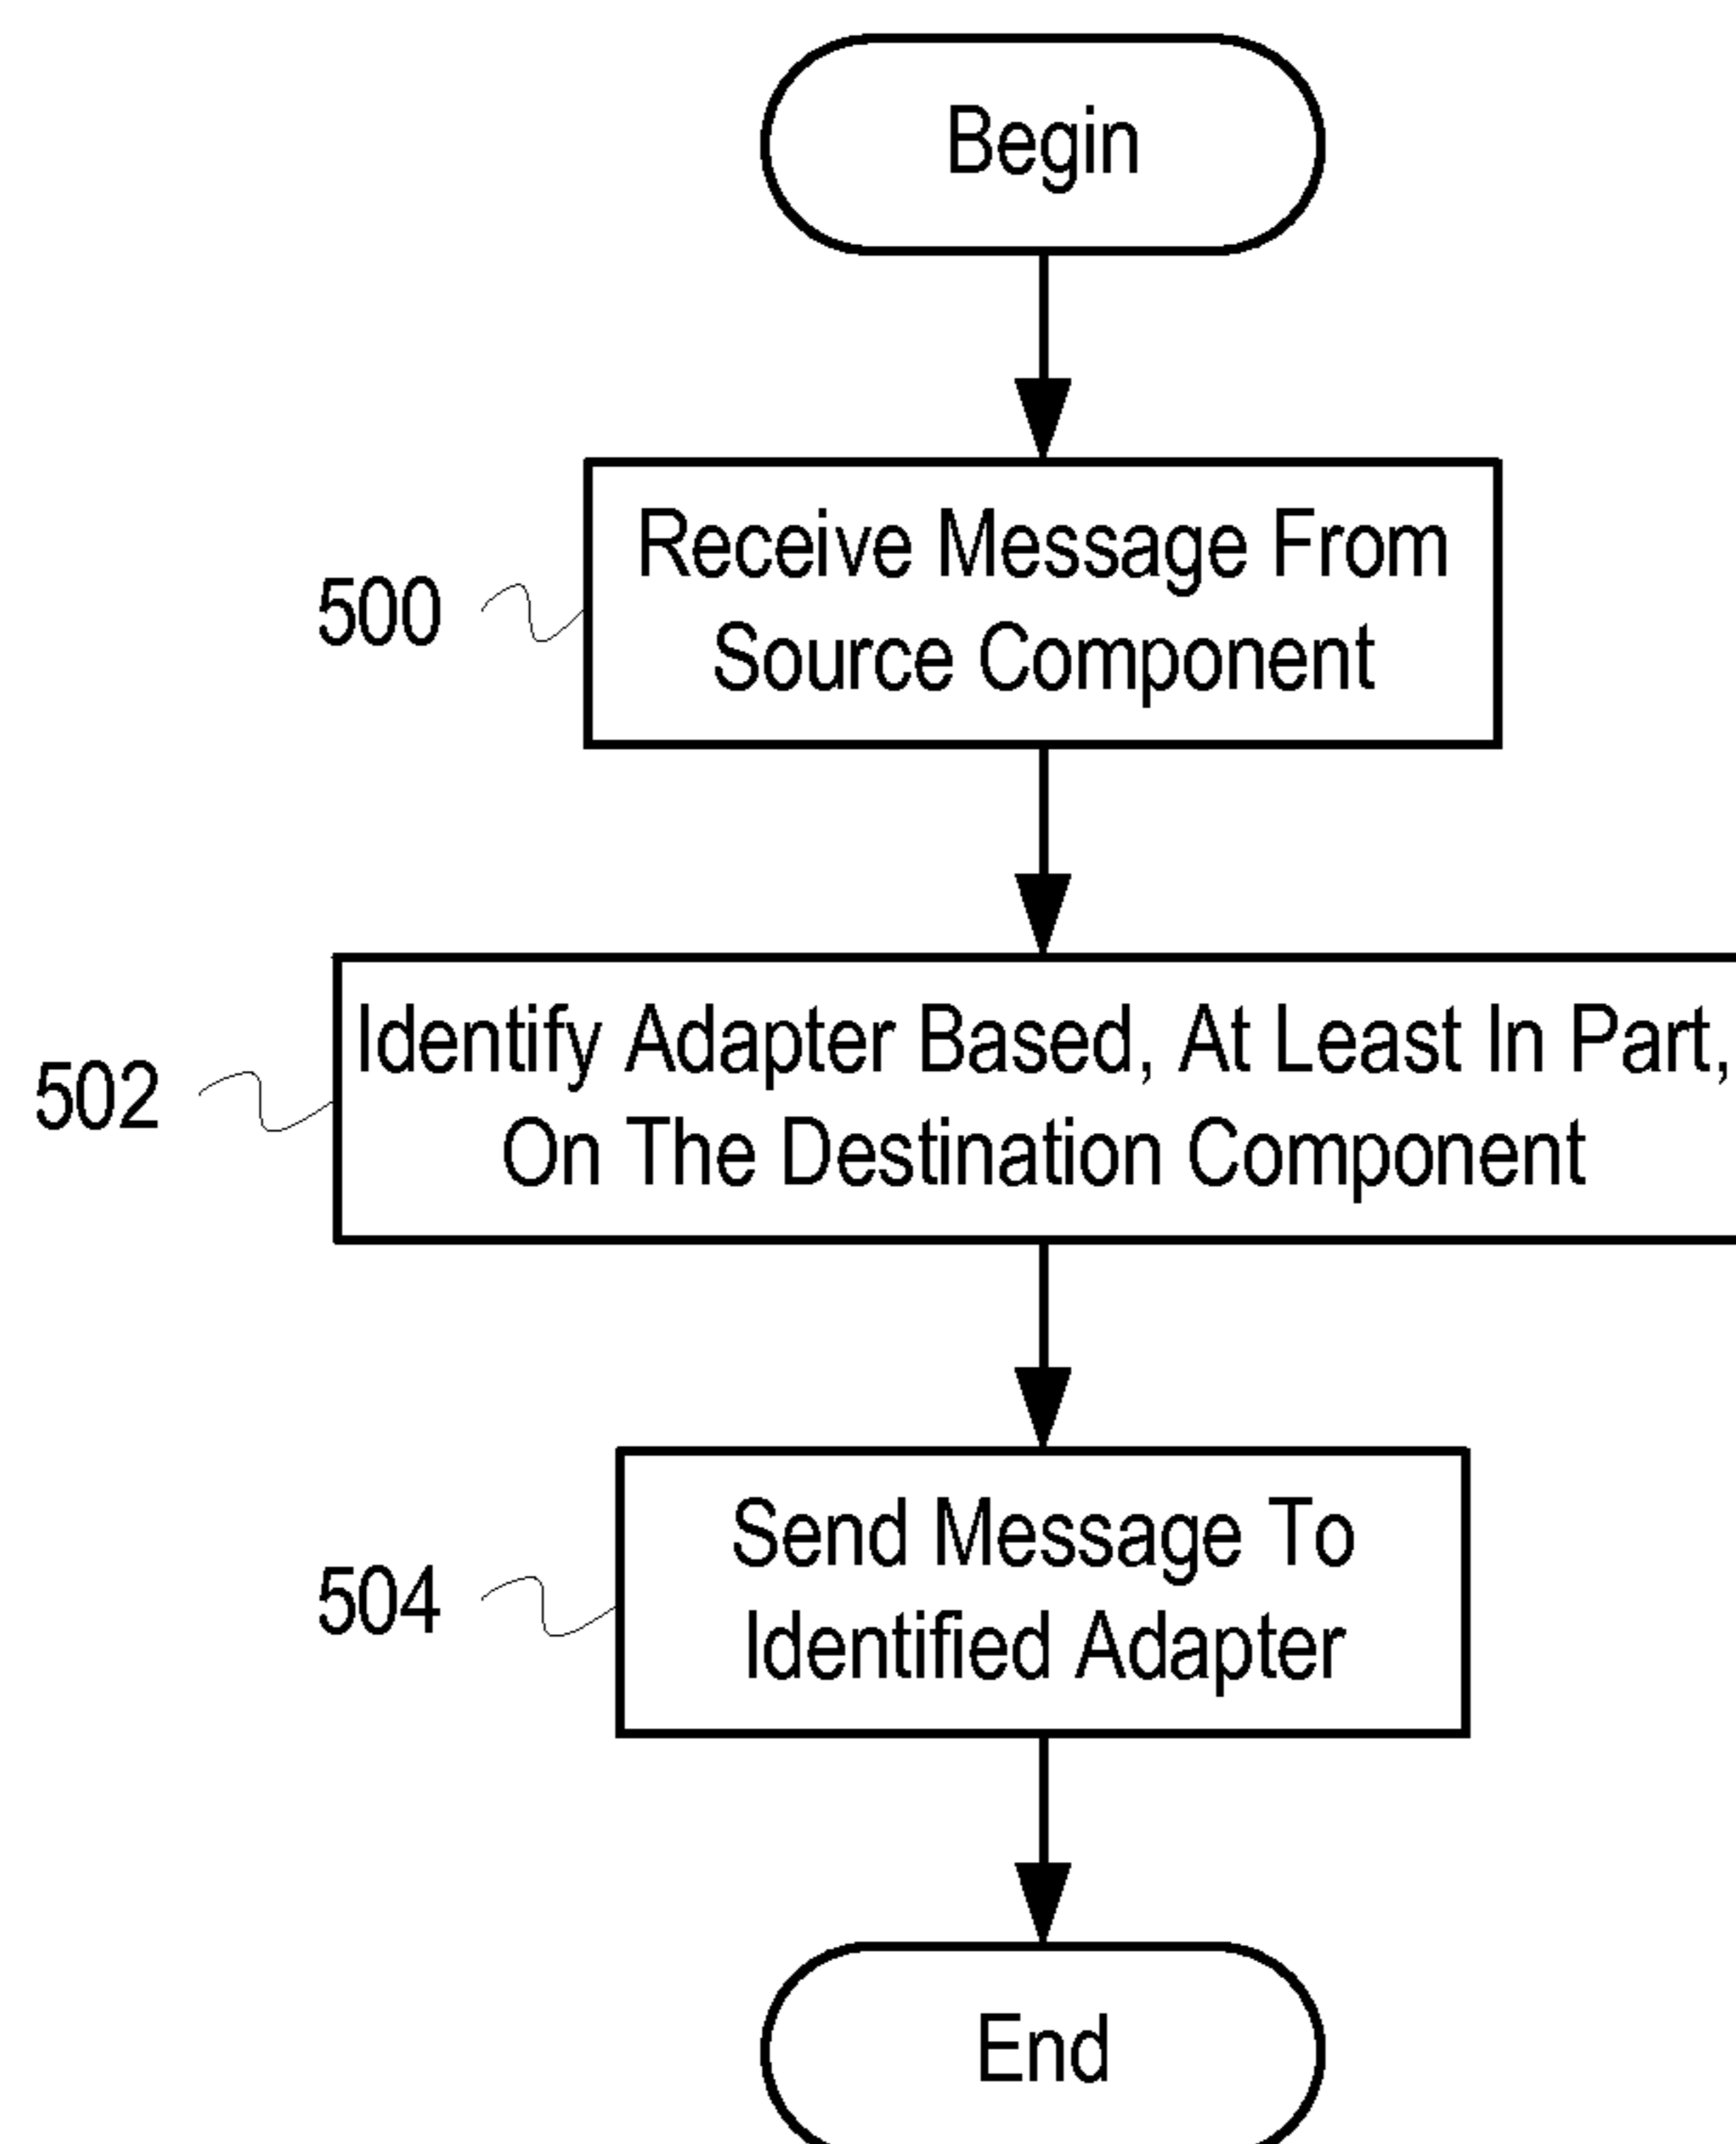 Begin
Receive Message From
Source Component
500
Identify Adapter Based, At Least In Part,
On The Destination Component
502
Send Message To
Identified Adapter
504
End